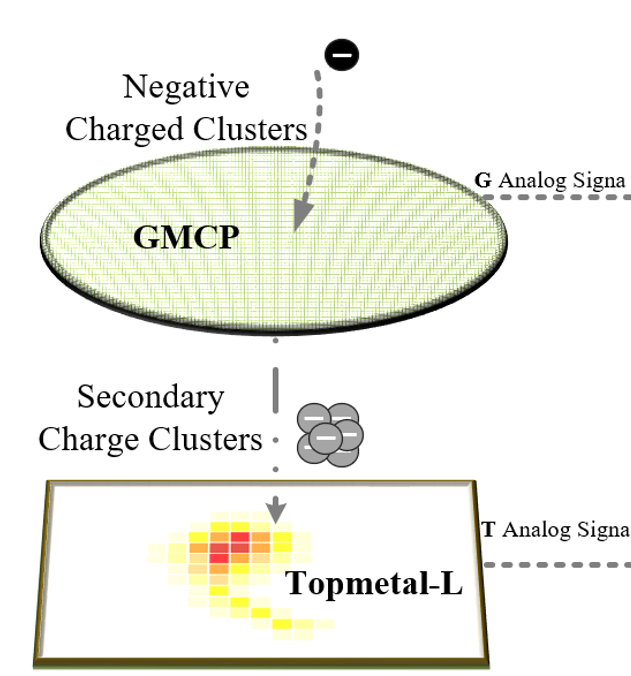 Negative
Charged Clusters
G Analog Signa
GMCP
Secondary
Charge Clusters
T Analog Signa
Topmetal-L